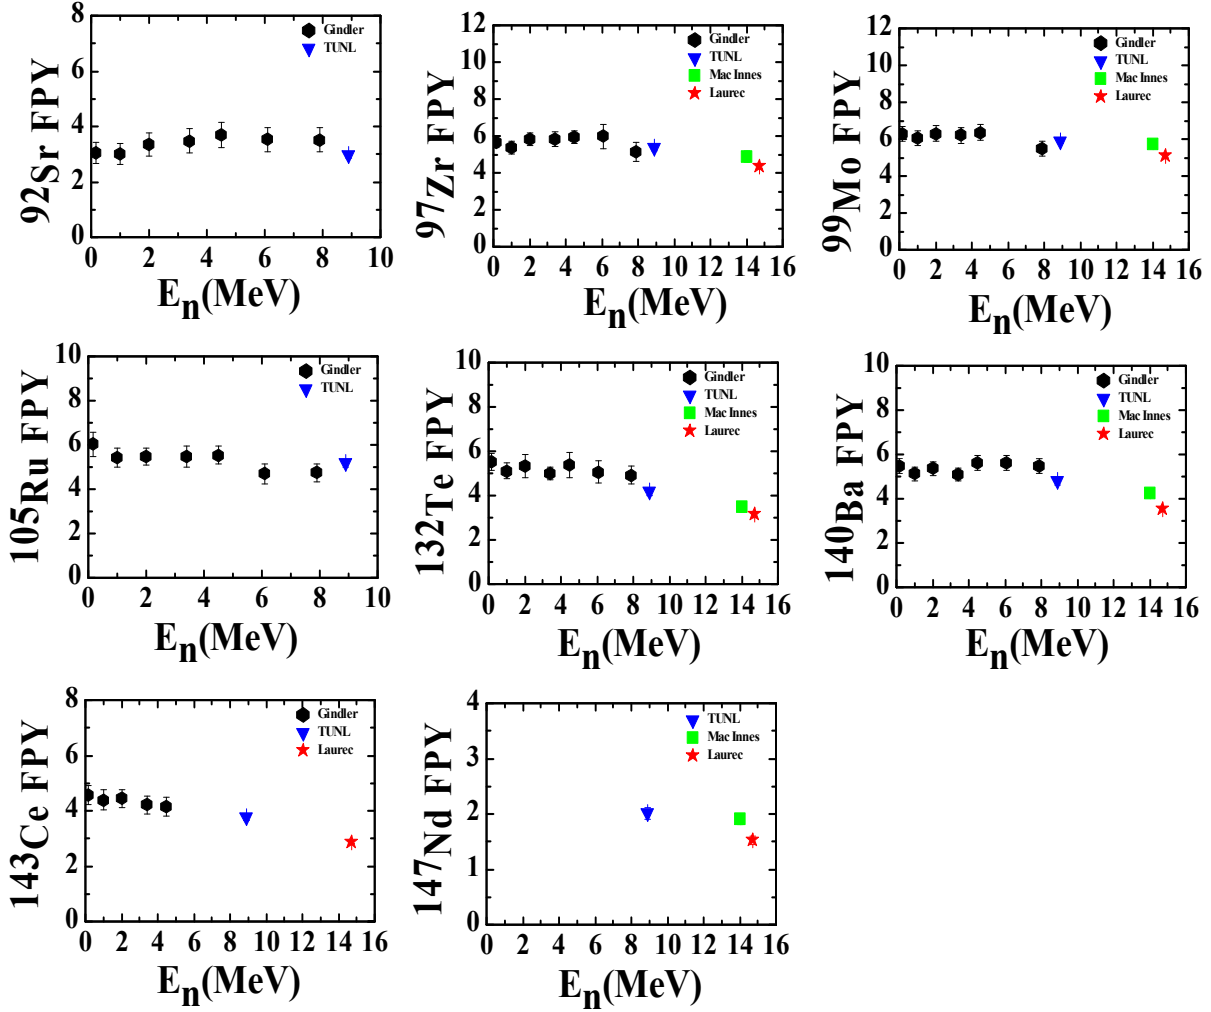 92Sr FPY
8
6
4
2
0
0 2 4 6 8 10
En(MeV)
Gindler
TUNL
97Zr FPY
12
10
8
6
4
2
0
0 2 4 6 8 10 12 14 16
En(MeV)
Gindler
TUNL
Mac Innes
Laurec
99Mo FPY
12
10
8
6
4
2
0
0 2 4 6 8 10 12 14 16
En(MeV)
Gindler
TUNL
Mac Innes
Laurec
105Ru FPY
10
8
6
4
2
0
0 2 4 6 8 10
En(MeV)
Gindler
TUNL
132Te FPY
10
8
6
4
2
0
0 2 4 6 8 10 12 14 16
En(MeV)
Gindler
TUNL
Mac Innes
Laurec
140Ba FPY
10
8
6
4
2
0
0 2 4 6 8 10 12 14 16
En(MeV)
Gindler
TUNL
Mac Innes
Laurec
143Ce FPY
8
6
4
2
0
0 2 4 6 8 10 12 14 16
En(MeV)
Gindler
TUNL
Laurec
147Nd FPY
4
3
2
1
0
0 2 4 6 8 10 12 14 16
En(MeV)
TUNL
Mac Innes
Laurec